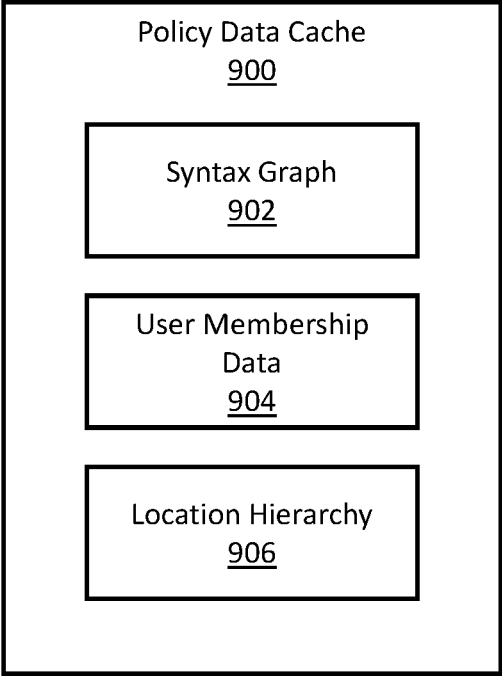 Policy Data Cache
900
Syntax Graph
902
User Membership
Data
904
Location Hierarchy
906